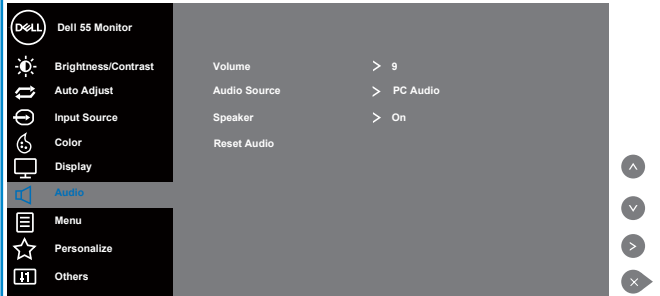 DELL Dell 55 Monitor
Brightness/Contrast Volume > 9
Auto Adjust Audio Source > PC Audio
Input Source Speaker > On
Color Reset Audio
Display
Audio
Menu
Personalize
Others